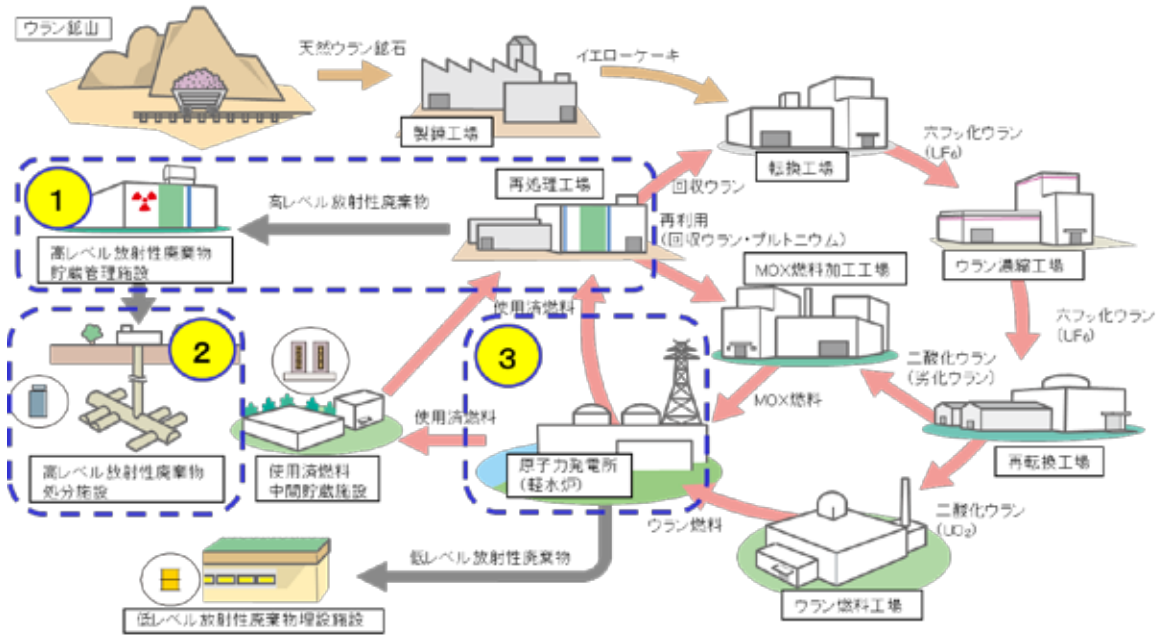 ウラン鉱山
天然ウラン鉱石
イエローケーキ
製錬工場
転換工場
六フッ化ウラン
(UF₆)
再処理工場
回収ウラン
1
高レベル放射性廃棄物
再利用
(回収ウラン・プルトニウム)
高レベル放射性廃棄物
貯蔵管理施設
MOX燃料加工工場
ウラン濃縮工場
使用済燃料
六フッ化ウラン
(UF₆)
2
3
二酸化ウラン
(劣化ウラン)
MOX燃料
使用済燃料
高レベル放射性廃棄物
処分施設
使用済燃料
中間貯蔵施設
原子力発電所
(軽水炉)
再転換工場
ウラン燃料
二酸化ウラン
(UO₂)
低レベル放射性廃棄物
ウラン燃料工場
低レベル放射性廃棄物埋設施設